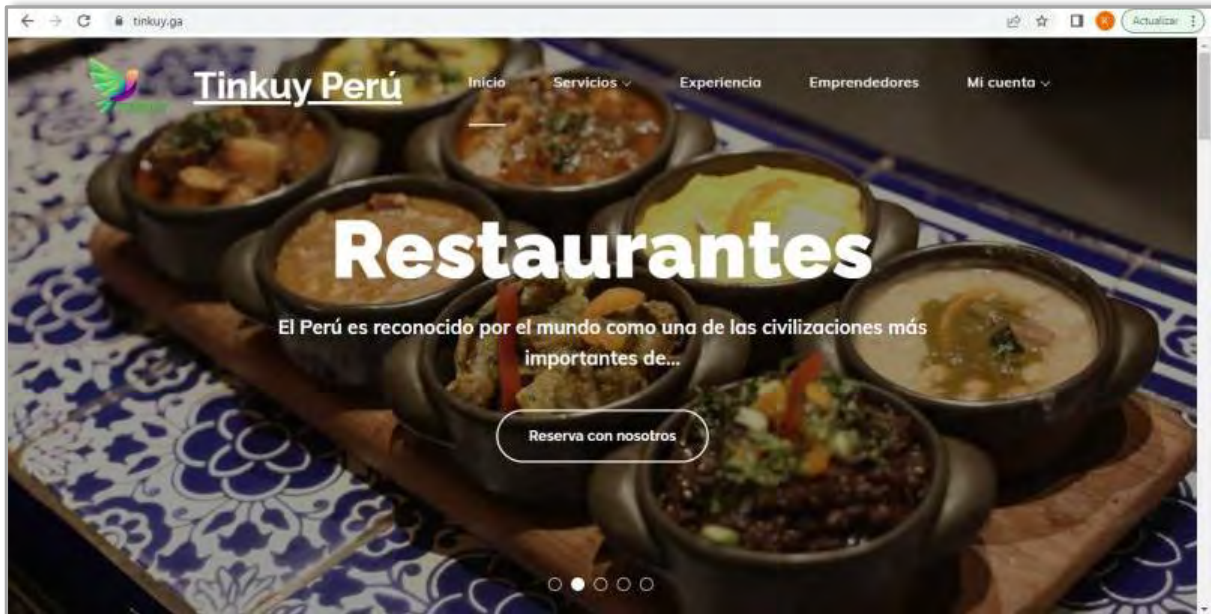 tinkuy.ga
Actualizar
Tinkuy Perú
Inicio
Servicios
Experiencia
Emprendedores
Mi cuenta
Restaurantes
El Perú es reconocido por el mundo como una de las civilizaciones más
importantes de...
Reserva con nosotros